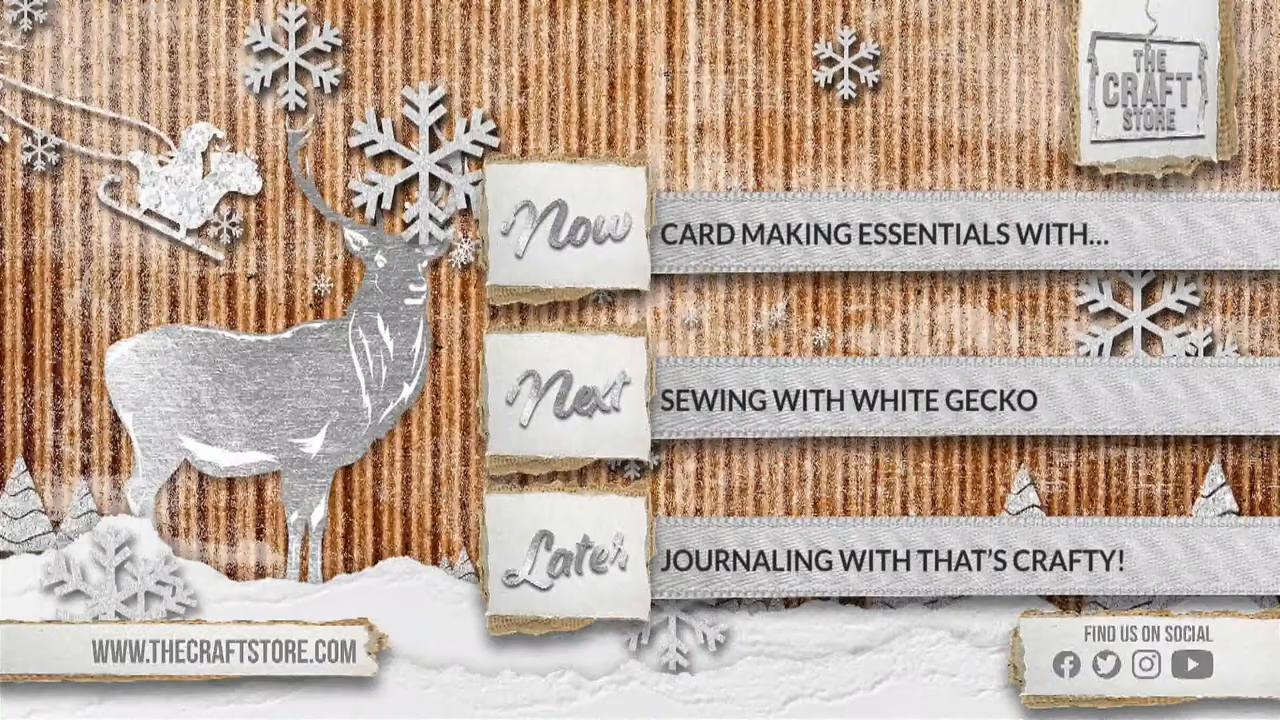 THE
CRAFT
STORE
Now
CARD MAKING ESSENTIALS WITH...
Next
SEWING WITH WHITE GECKO
Later
JOURNALING WITH THAT'S CRAFTY!
WWW.THECRAFTSTORE.COM
FIND US ON SOCIAL